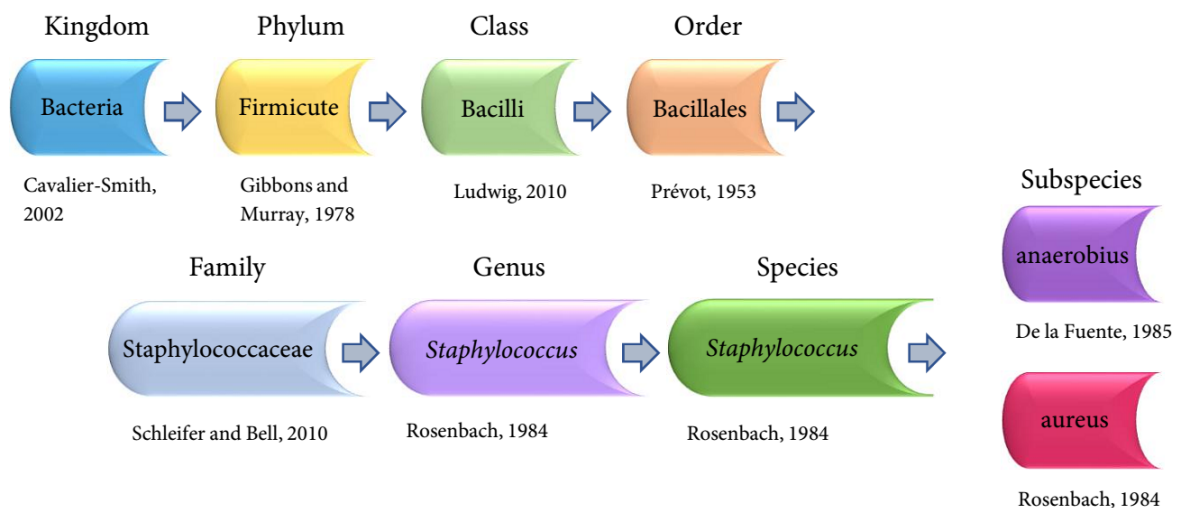 Kingdom
Phylum
Class
Order
Bacteria
Firmicute
Bacilli
Bacillales
Cavalier-Smith,
2002
Gibbons and
Murray, 1978
Ludwig, 2010
Prévot, 1953
Family
Genus
Species
Staphylococcaceae
Staphylococcus
Staphylococcus
Schleifer and Bell, 2010
Rosenbach, 1984
Rosenbach, 1984
Subspecies
anaerobius
De la Fuente, 1985
aureus
Rosenbach, 1984